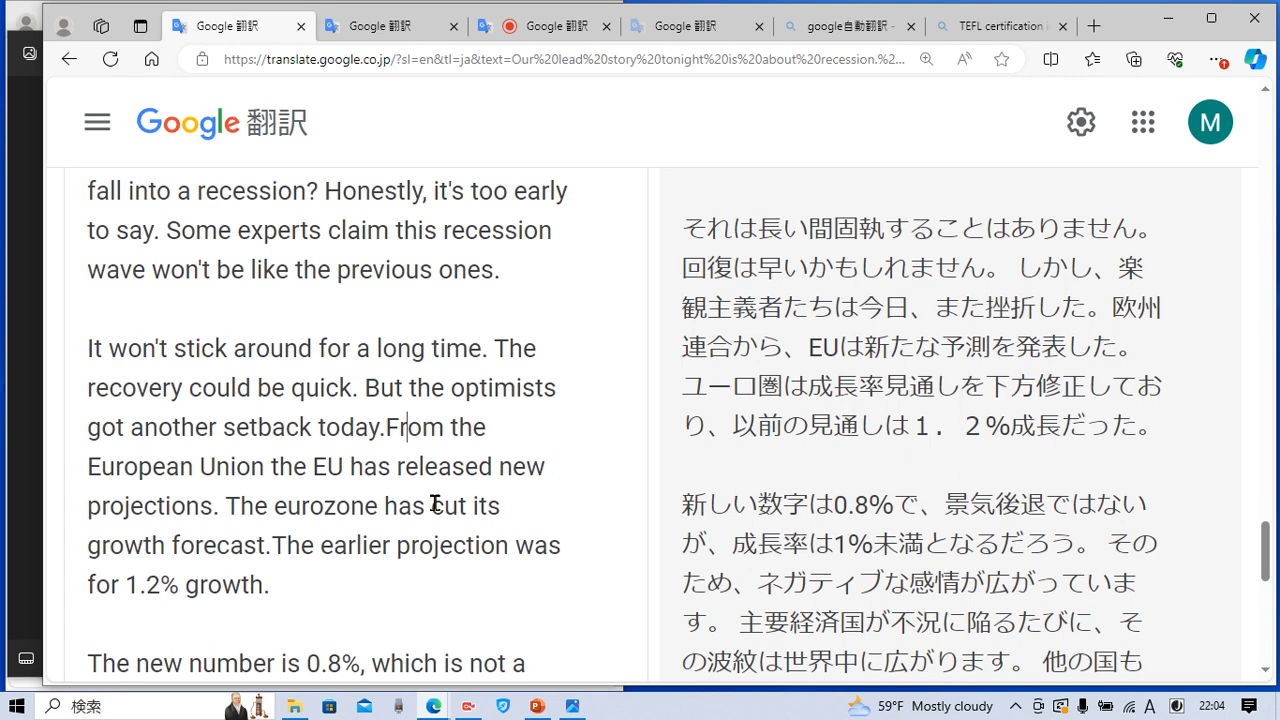 Google 翻訳
Google 翻訳
Google 翻訳
Google 翻訳
google自動翻訳 -
TEFL certification i
https://translate.google.co.jp/?sl=en&tl=ja&text=Our%20lead%20story%20tonight%20is%20about%20recession.%2...
1
Google 翻訳
M
fall into a recession? Honestly, it's too early
to say. Some experts claim this recession
wave won't be like the previous ones.
It won't stick around for a long time. The
recovery could be quick. But the optimists
got another setback today.From the
European Union the EU has released new
projections. The eurozone has cut its
growth forecast.The earlier projection was
for 1.2% growth.
The new number is 0.8%, which is not a
それは長い間固執することはありません。
回復は早いかもしれません。 しかし、楽
観主義者たちは今日、また挫折した。欧州
連合から、EUは新たな予測を発表した。
ユーロ圏は成長率見通しを下方修正してお
り、以前の見通しは１．２％成長だった。
新しい数字は0.8%で、景気後退ではない
が、成長率は1%未満となるだろう。 その
ため、ネガティブな感情が広がっていま
す。 主要経済国が不況に陥るたびに、そ
の波紋は世界中に広がります。 他の国も
検索
59°F Mostly cloudy
A
22:04